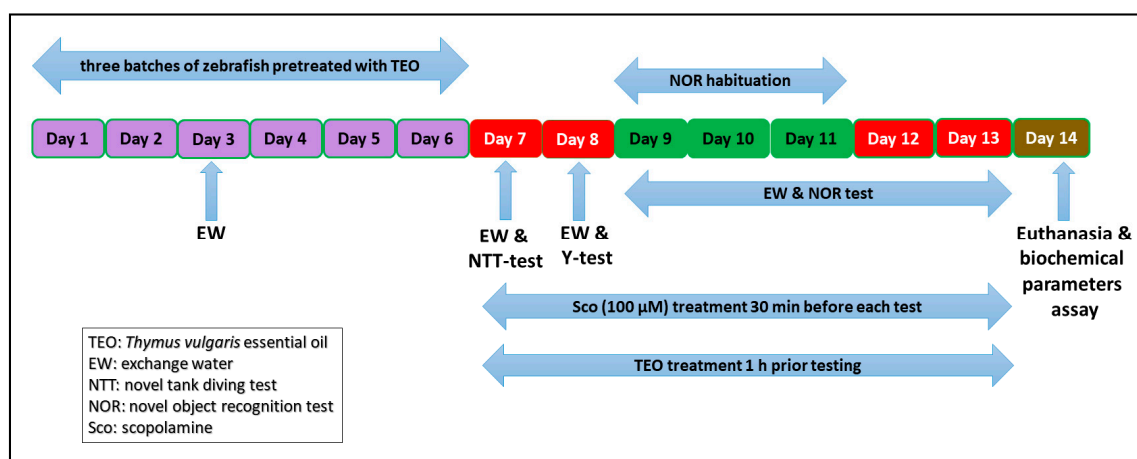 three batches of zebrafish pretreated with TEO
NOR habituation
Day 1 Day 2 Day 3 Day 4 Day 5 Day 6 Day 7 Day 8 Day 9 Day 10 Day 11 Day 12 Day 13 Day 14
EW & NOR test
EW
EW &
NTT-test
EW &
Y-test
Euthanasia &
biochemical
parameters
assay
Sco (100 µM) treatment 30 min before each test
TEO treatment 1 h prior testing
TEO: Thymus vulgaris essential oil
EW: exchange water
NTT: novel tank diving test
NOR: novel object recognition test
Sco: scopolamine